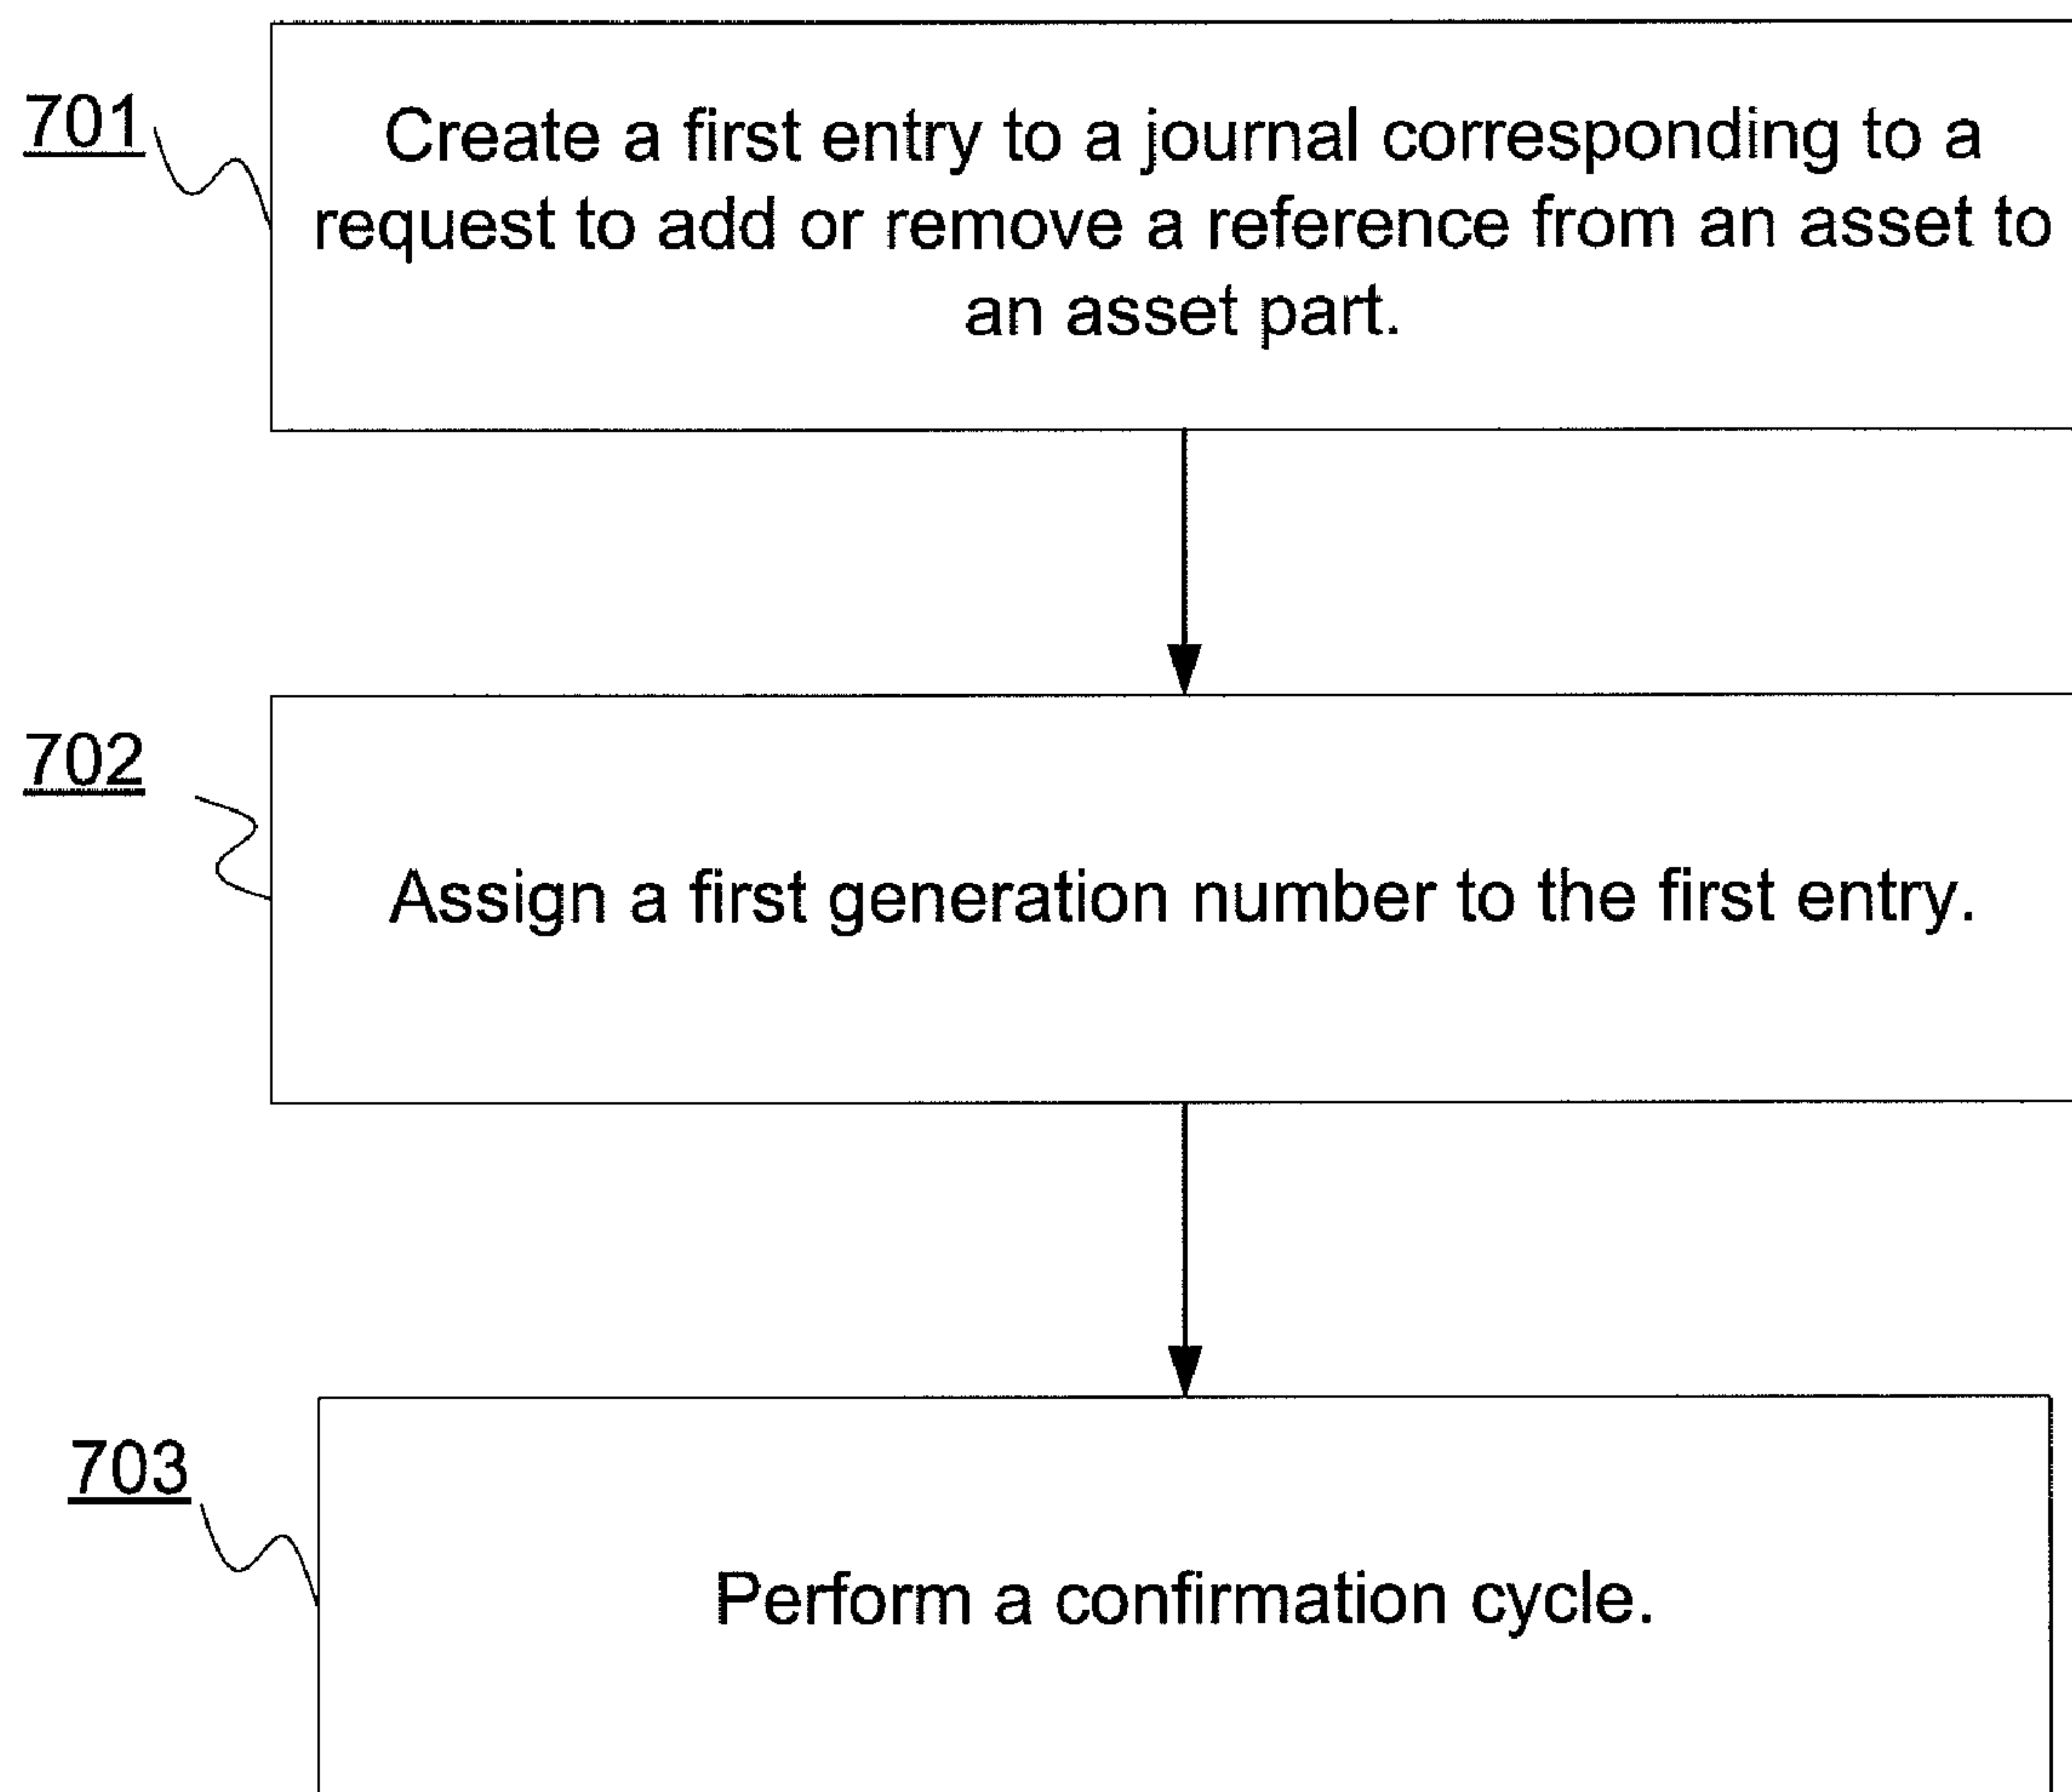 701
Create a first entry to a journal corresponding to a
request to add or remove a reference from an asset to
an asset part.
702
Assign a first generation number to the first entry.
703
Perform a confirmation cycle.